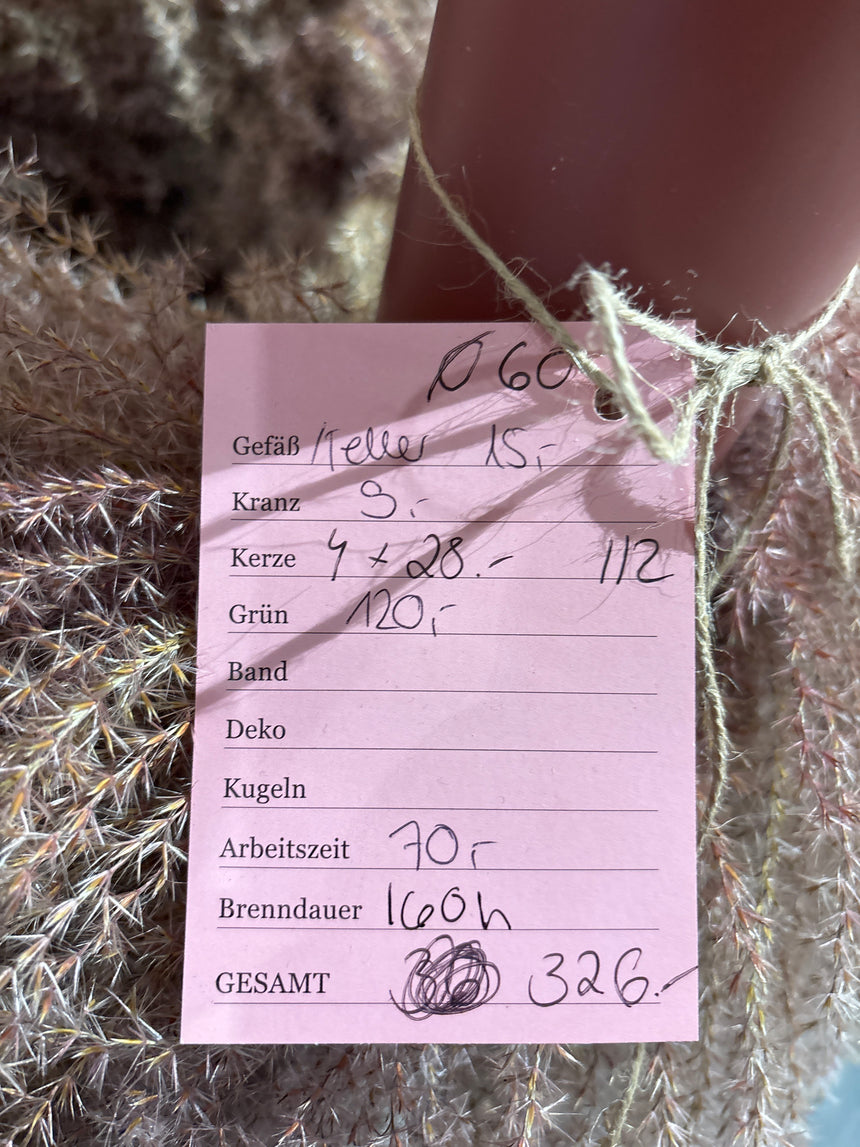 Ø 60
Gefäß /Teller 15,-
Kranz 9.-
Kerze 4 x 28.- 112
Grün 120,-
Band
Deko
Kugeln
Arbeitszeit 70,-
Brenndauer 160h
GESAMT 326.-